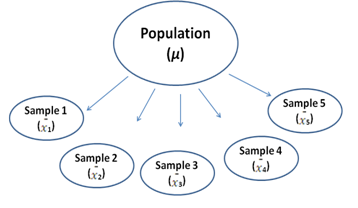 Population
(μ)
Sample 1
(x̄₁)
Sample 2
(x̄₂)
Sample 3
(x̄₃)
Sample 4
(x̄₄)
Sample 5
(x̄₅)